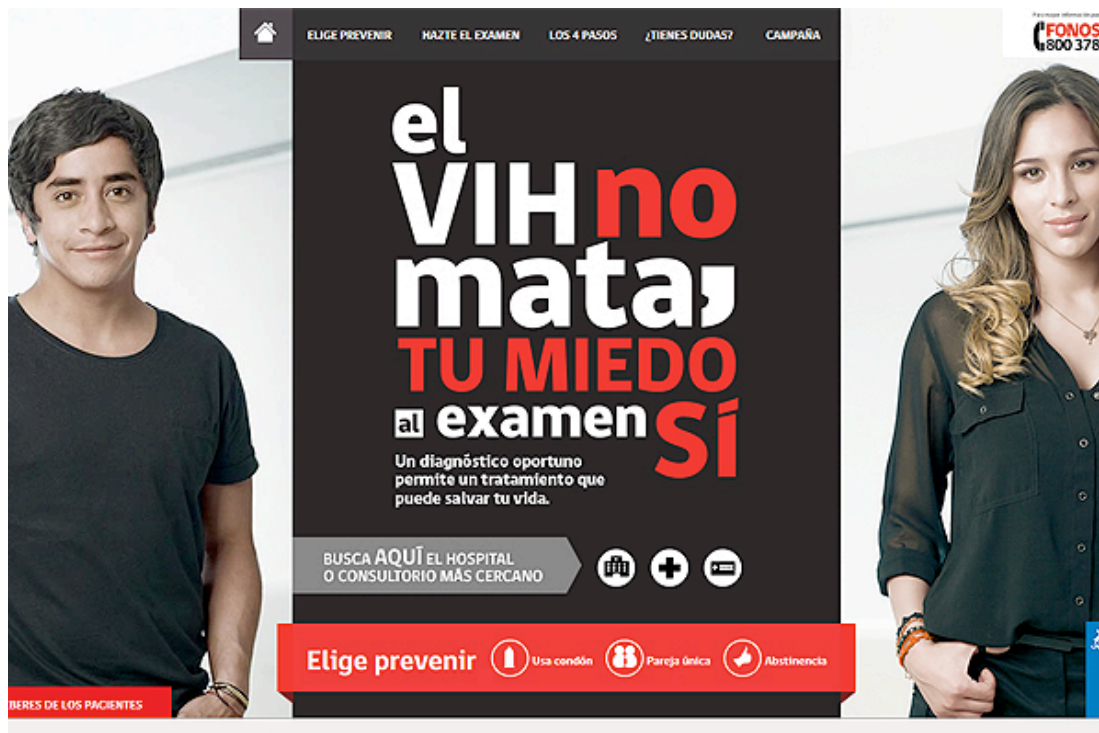 ELIGE PREVENIR HAZTE EL EXAMEN LOS 4 PASOS ¿TIENES DUDAS? CAMPAÑA
FONOS
800 378
el
VIH no
mata,
TU MIEDO
al examen SÍ
Un diagnóstico oportuno
permite un tratamiento que
puede salvar tu vida.
BUSCA AQUÍ EL HOSPITAL
O CONSULTORIO MÁS CERCANO
Elige prevenir Usa condón Pareja única Abstinencia
BERES DE LOS PACIENTES